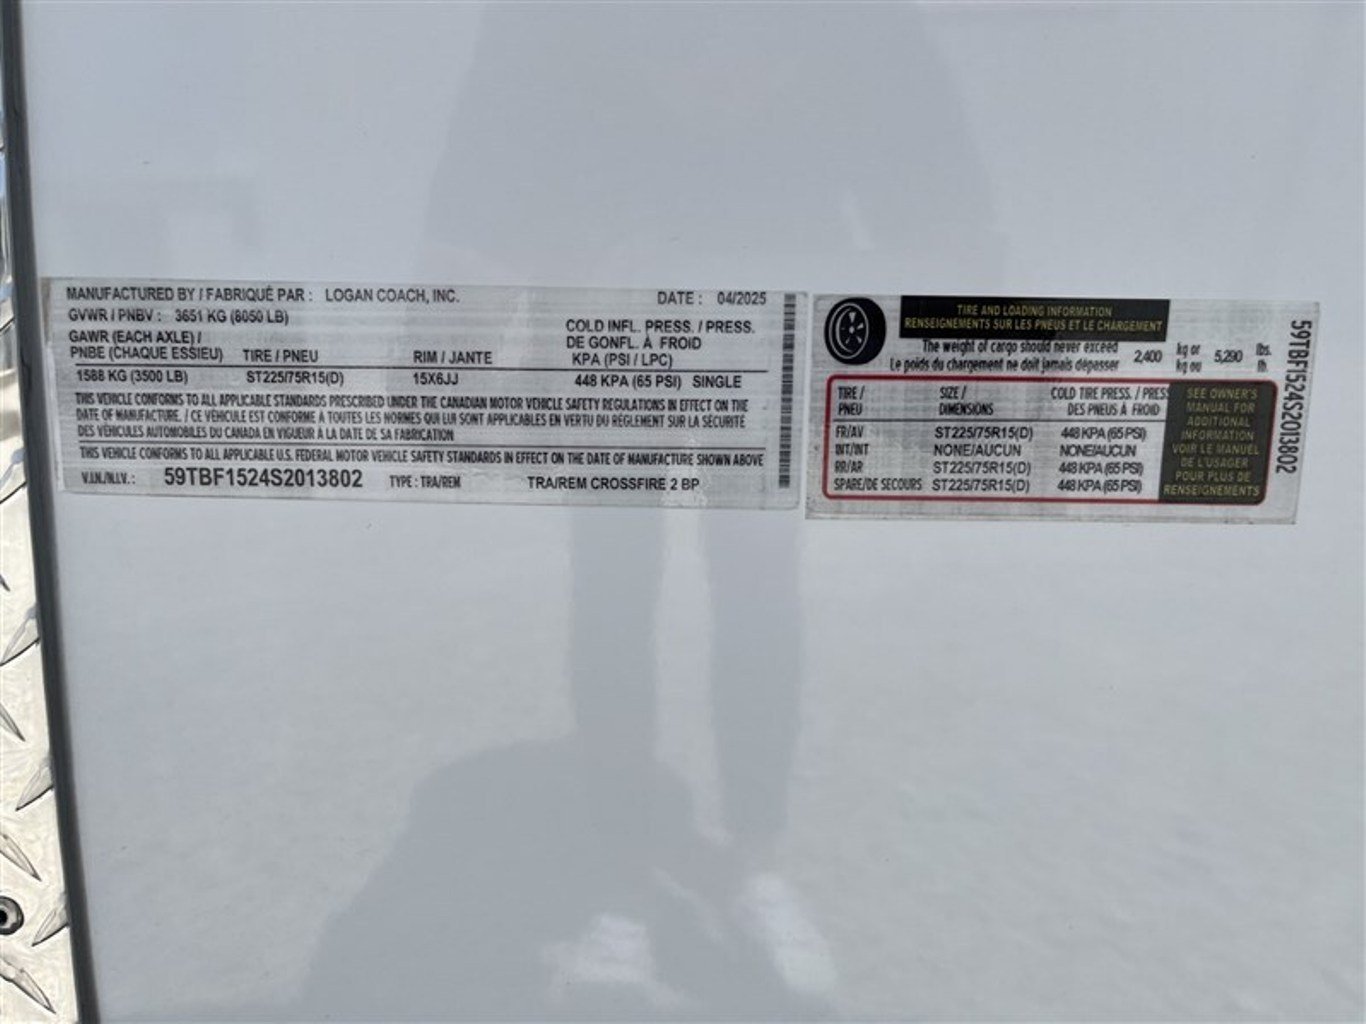 MANUFACTURED BY / FABRIQUÉ PAR : LOGAN COACH, INC. DATE : 04/2025
GVWR / PNBV : 3651 KG (8050 LB)
GAWR (EACH AXLE) / COLD INFL. PRESS. / PRESS.
DE GONFL. À FROID
PNBE (CHAQUE ESSIEU) TIRE / PNEU RIM / JANTE KPA (PSI / LPC)
1588 KG (3500 LB) ST225/75R15(D) 15X6JJ 448 KPA (65 PSI) SINGLE
THIS VEHICLE CONFORMS TO ALL APPLICABLE STANDARDS PRESCRIBED UNDER THE CANADIAN MOTOR VEHICLE SAFETY REGULATIONS IN EFFECT ON THE
DATE OF MANUFACTURE. / CE VÉHICULE EST CONFORME À TOUTES LES NORMES QUI LUI SONT APPLICABLES EN VERTU DU RÈGLEMENT SUR LA SÉCURITÉ
DES VÉHICULES AUTOMOBILES DU CANADA EN VIGUEUR À LA DATE DE SA FABRICATION
THIS VEHICLE CONFORMS TO ALL APPLICABLE U.S. FEDERAL MOTOR VEHICLE SAFETY STANDARDS IN EFFECT ON THE DATE OF MANUFACTURE SHOWN ABOVE
V.I.N./N.I.V. : 59TBF1524S2013802 TYPE : TRA/REM TRA/REM CROSSFIRE 2 BP
TIRE AND LOADING INFORMATION
RENSEIGNEMENTS SUR LES PNEUS ET LE CHARGEMENT
The weight of cargo should never exceed 2,400 kg or 5,290 lbs.
Le poids du chargement ne doit jamais dépasser kg ou lb.
TIRE / SIZE / COLD TIRE PRESS. / PRESS
PNEU DIMENSIONS DES PNEUS À FROID
FR/AV ST225/75R15(D) 448 KPA (65 PSI)
INT/INT NONE/AUCUN NONE/AUCUN
RR/AR ST225/75R15(D) 448 KPA (65 PSI)
SPARE/DE SECOURS ST225/75R15(D) 448 KPA (65 PSI)
SEE OWNER'S
MANUAL FOR
ADDITIONAL
INFORMATION
VOIR LE MANUEL
DE L'USAGER
POUR PLUS DE
RENSEIGNEMENTS
59TBF1524S2013802